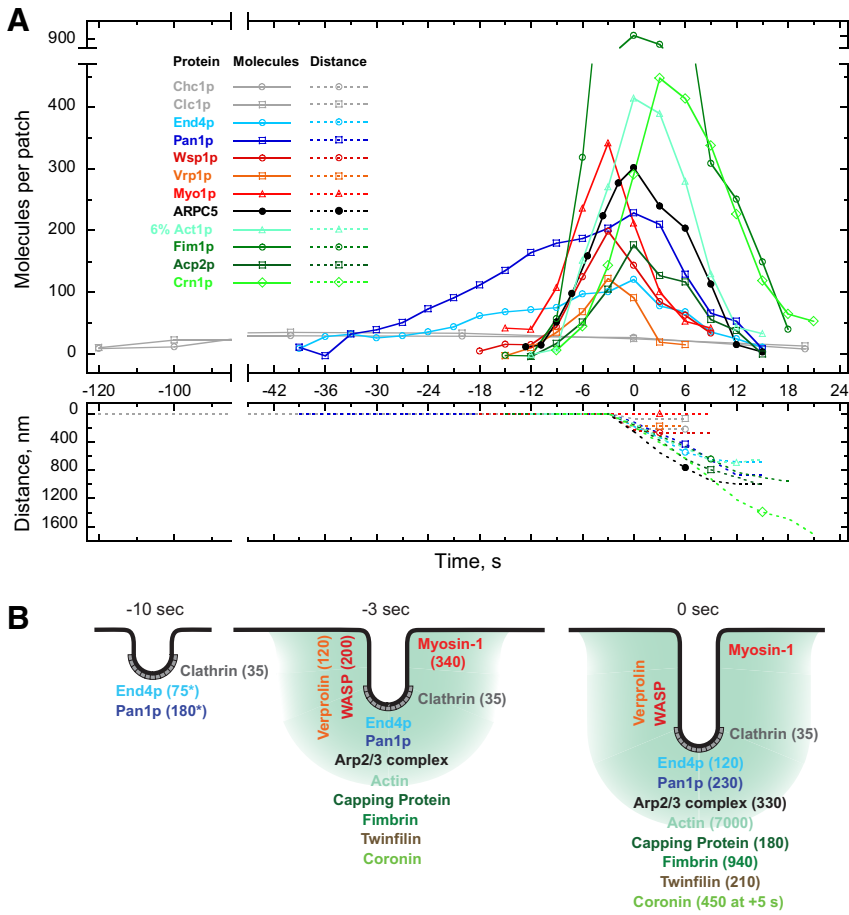 A
Molecules per patch
900
400
300
200
100
0
Protein Molecules Distance
Chc1p
Clc1p
End4p
Pan1p
Wsp1p
Vrp1p
Myo1p
ARPC5
6% Act1p
Fim1p
Acp2p
Crn1p
-120 -100 -42 -36 -30 -24 -18 -12 -6 0 6 12 18 24
Distance, nm
0
400
800
1200
1600
Time, s
B
-10 sec
Clathrin (35)
End4p (75*)
Pan1p (180*)
-3 sec
Verprolin (120)
WASP (200)
Myosin-1
(340)
Clathrin (35)
End4p
Pan1p
Arp2/3 complex
Actin
Capping Protein
Fimbrin
Twinfilin
Coronin
0 sec
Verprolin
WASP
Myosin-1
Clathrin (35)
End4p (120)
Pan1p (230)
Arp2/3 complex (330)
Actin (7000)
Capping Protein (180)
Fimbrin (940)
Twinfilin (210)
Coronin (450 at +5 s)